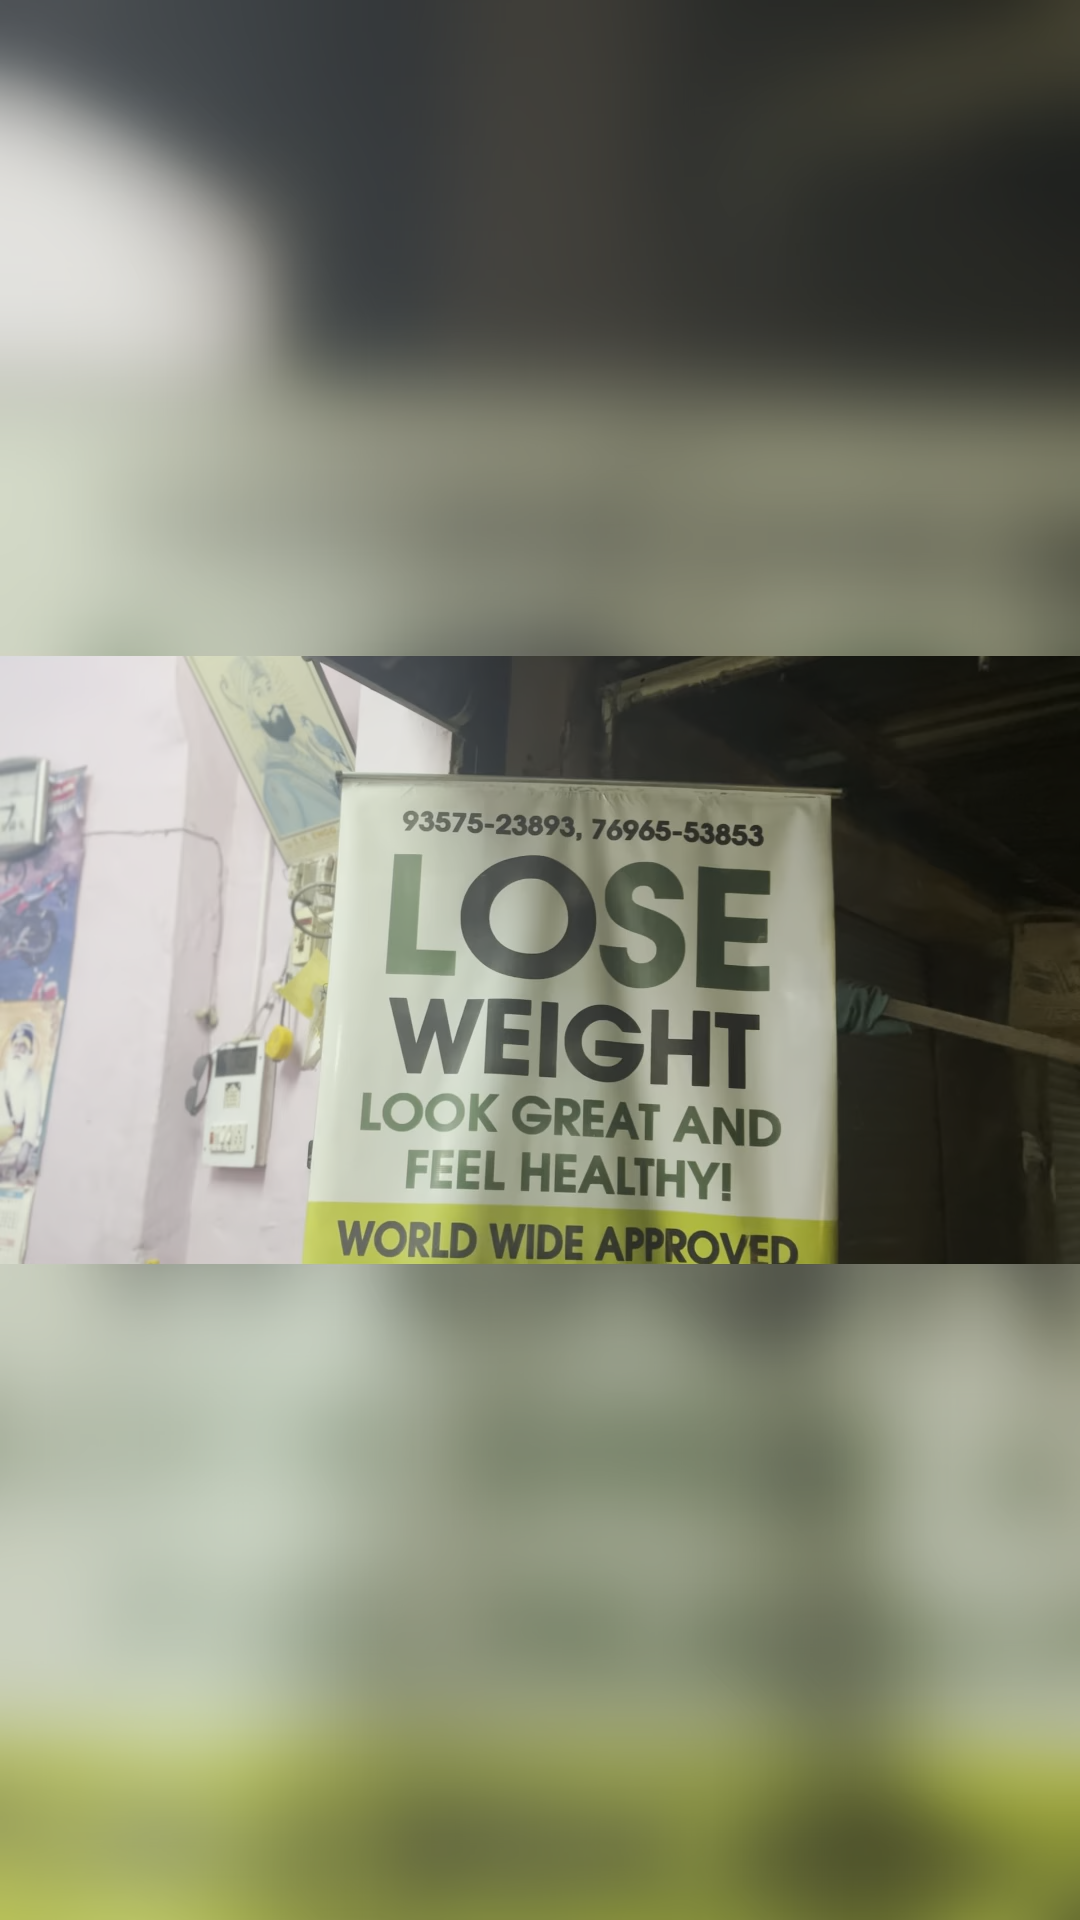 93575-23893, 76965-53853
LOSE
WEIGHT
LOOK GREAT AND
FEEL HEALTHY!
WORLD WIDE APPROVED